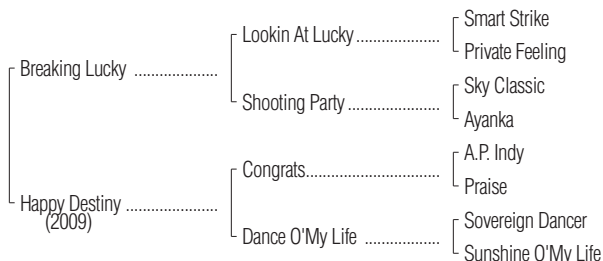 Smart Strike
Lookin At Lucky ....................
Private Feeling
Breaking Lucky ....................
Sky Classic
Shooting Party ....................
Ayanka
A.P. Indy
Congrats................................
Praise
Happy Destiny ......................
(2009)
Sovereign Dancer
Dance O'My Life ..................
Sunshine O'My Life